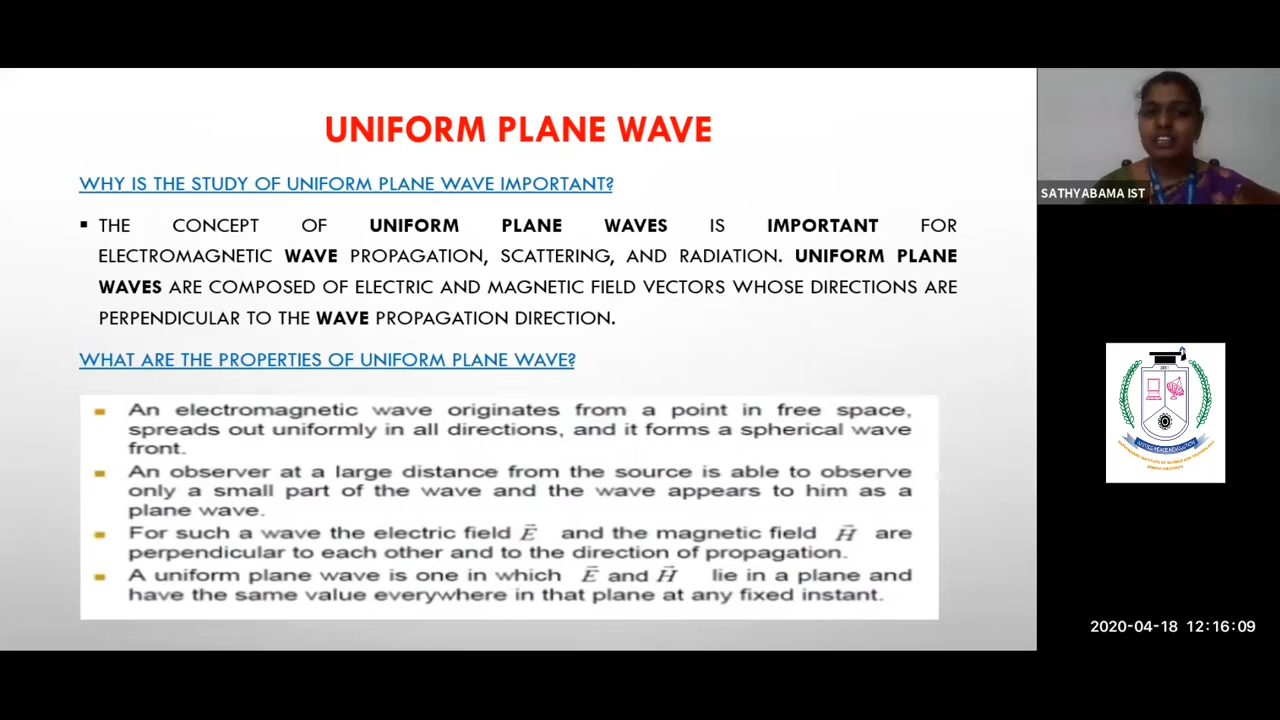 UNIFORM PLANE WAVE
WHY IS THE STUDY OF UNIFORM PLANE WAVE IMPORTANT?
▪ THE CONCEPT OF UNIFORM PLANE WAVES IS IMPORTANT FOR
ELECTROMAGNETIC WAVE PROPAGATION, SCATTERING, AND RADIATION. UNIFORM PLANE
WAVES ARE COMPOSED OF ELECTRIC AND MAGNETIC FIELD VECTORS WHOSE DIRECTIONS ARE
PERPENDICULAR TO THE WAVE PROPAGATION DIRECTION.
WHAT ARE THE PROPERTIES OF UNIFORM PLANE WAVE?
▪ An electromagnetic wave originates from a point in free space,
spreads out uniformly in all directions, and it forms a spherical wave
front.
▪ An observer at a large distance from the source is able to observe
only a small part of the wave and the wave appears to him as a
plane wave.
▪ For such a wave the electric field E⃗ and the magnetic field H⃗ are
perpendicular to each other and to the direction of propagation.
▪ A uniform plane wave is one in which E⃗ and H⃗ lie in a plane and
have the same value everywhere in that plane at any fixed instant.
SATHYABAMA IST
2020-04-18 12:16:09